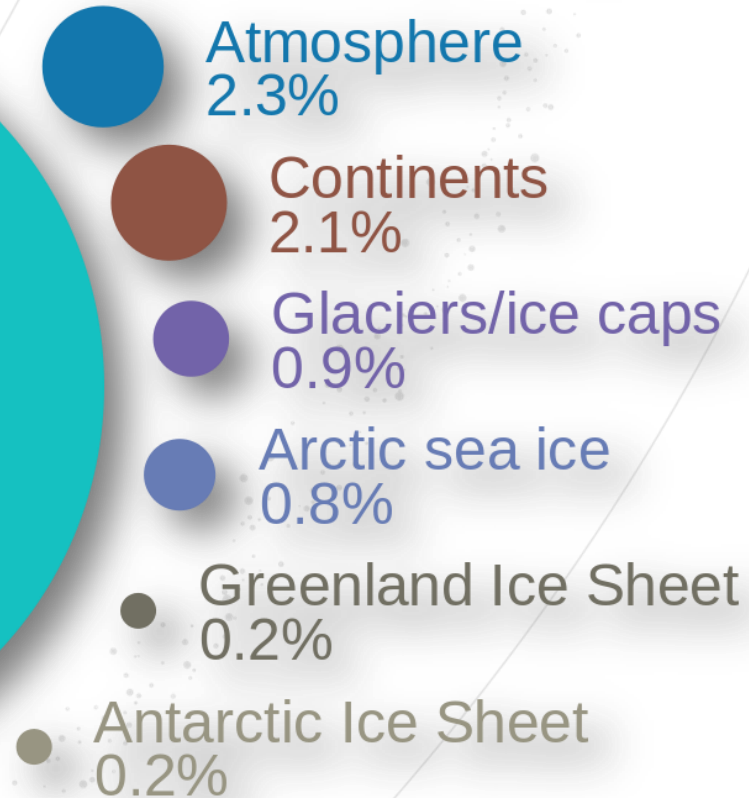 Atmosphere
2.3%
Continents
2.1%
Glaciers/ice caps
0.9%
Arctic sea ice
0.8%
Greenland Ice Sheet
0.2%
Antarctic Ice Sheet
0.2%